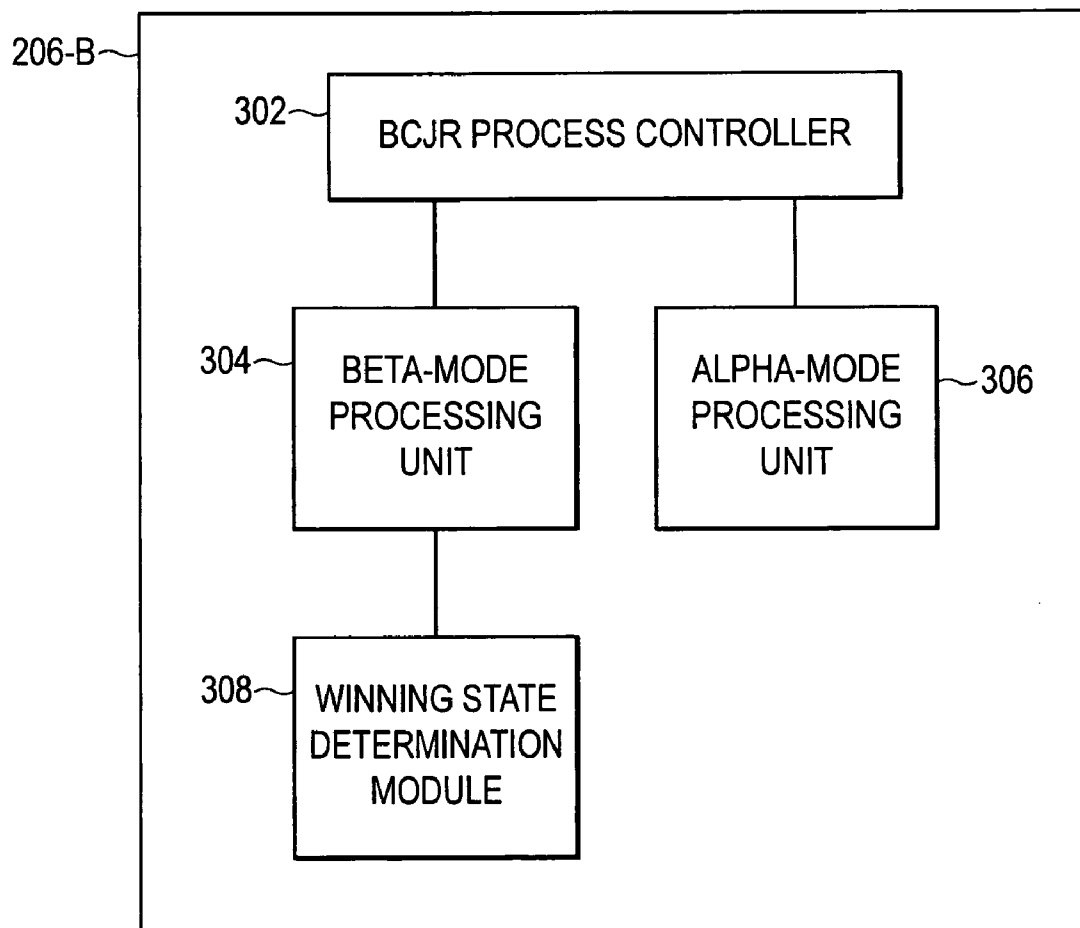 206-B
302
BCJR PROCESS CONTROLLER
304
BETA-MODE
PROCESSING
UNIT
ALPHA-MODE
PROCESSING
UNIT
306
308
WINNING STATE
DETERMINATION
MODULE